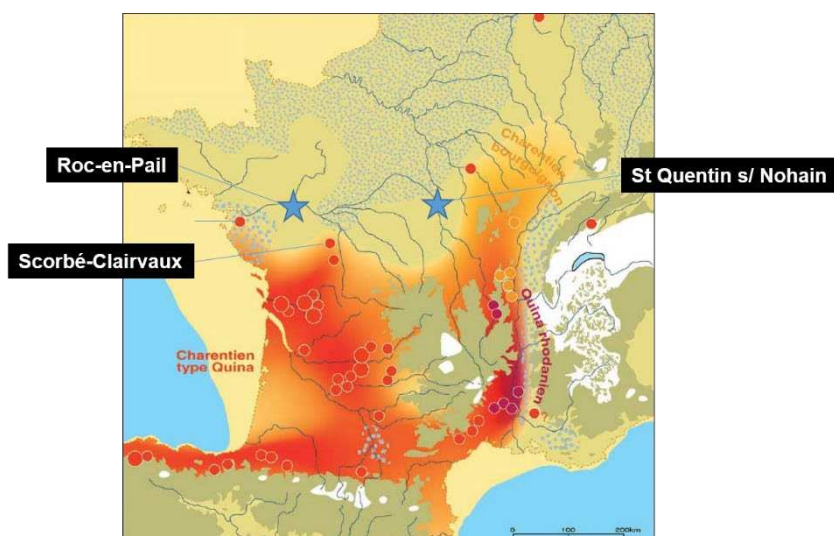 Roc-en-Pail
St Quentin s/ Nohain
Scorbé-Clairvaux
Charentien
bourguignon
Quina rhodanien
Charentien
type Quina
0 100 200km